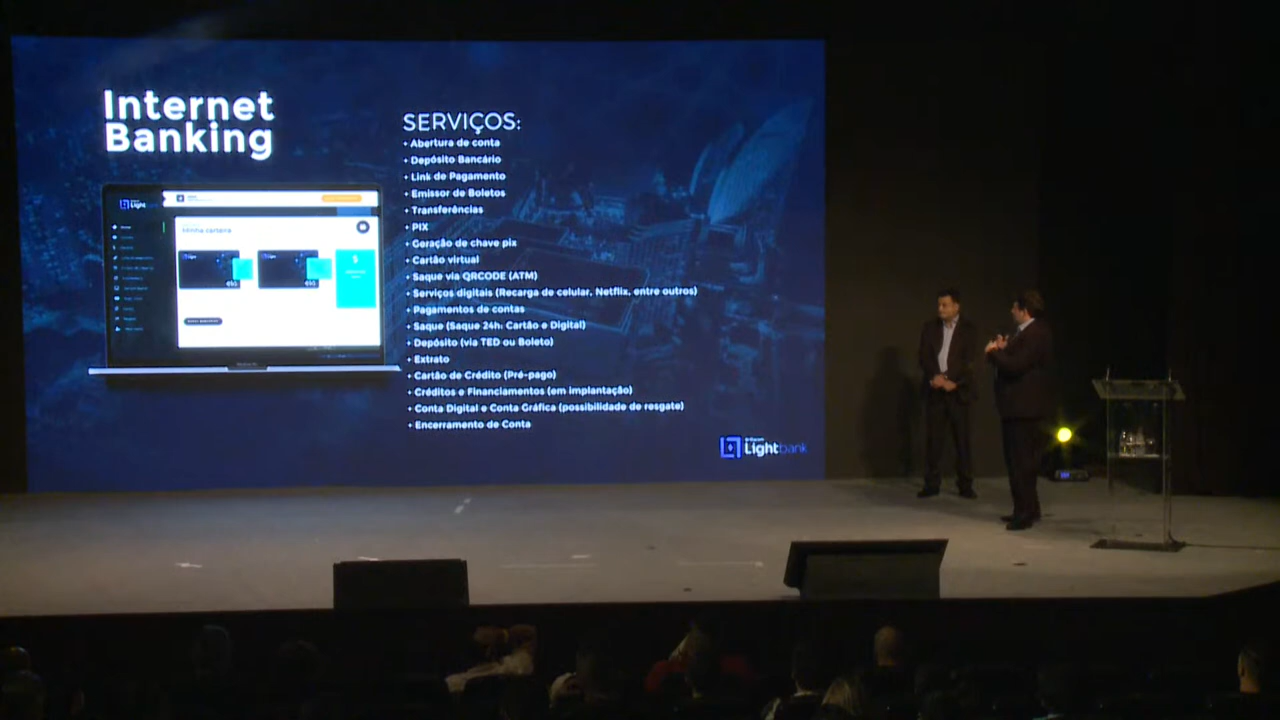 Internet
Banking
SERVIÇOS:
• Abertura de conta
• Depósito Bancário
• Link de Pagamento
• Emissor de Boletos
• Transferências
• PIX
• Geração de chave pix
• Cartão virtual
• Saque via QRCODE (ATM)
• Serviços digitais (Recarga de celular, Netflix, entre outros)
• Pagamentos de contas
• Saque (Saque 24h: Cartão e Digital)
• Depósito (via TED ou Boleto)
• Extrato
• Cartão de Crédito (Pré-pago)
• Créditos e Financiamentos (em implantação)
• Conta Digital e Conta Gráfica (possibilidade de resgate)
• Encerramento de Conta
Light
Minha carteira
Lightbank